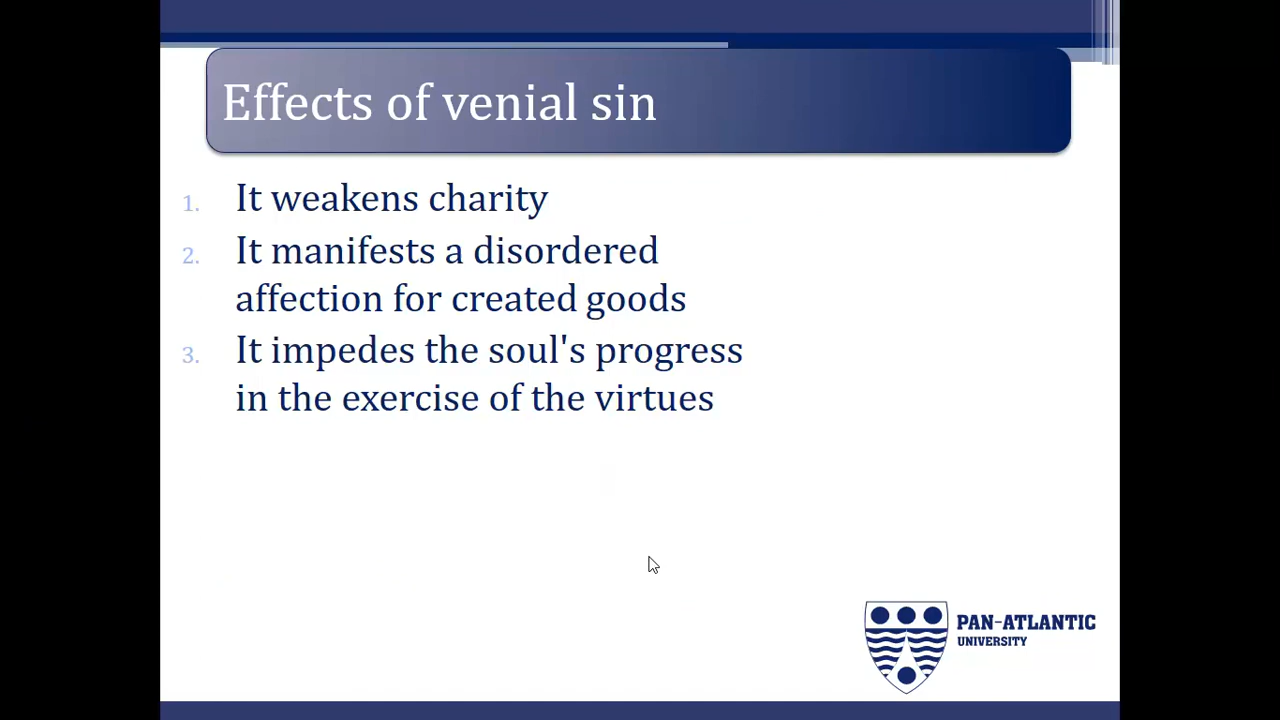 Effects of venial sin
1. It weakens charity
2. It manifests a disordered
affection for created goods
3. It impedes the soul's progress
in the exercise of the virtues
PAN-ATLANTIC
UNIVERSITY